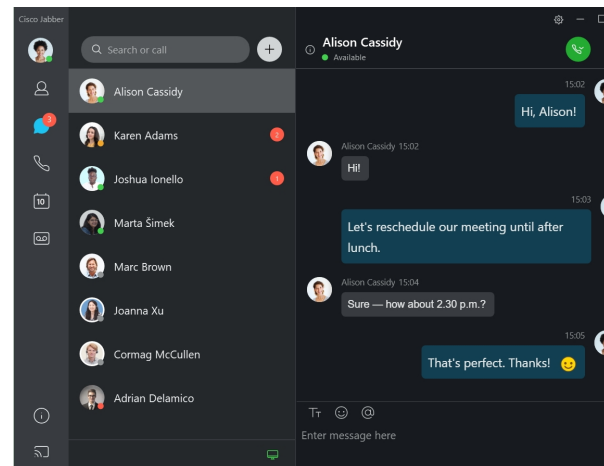 Cisco Jabber
Search or call
3
10
Alison Cassidy
Karen Adams
2
Joshua Ionello
1
Marta Šimek
Marc Brown
Joanna Xu
Cormag McCullen
Adrian Delamico
Alison Cassidy
Available
15:02
Hi, Alison!
Alison Cassidy 15:02
Hi!
15:03
Let's reschedule our meeting until after
lunch.
Alison Cassidy 15:04
Sure — how about 2.30 p.m.?
15:05
That's perfect. Thanks!
TT
@
Enter message here